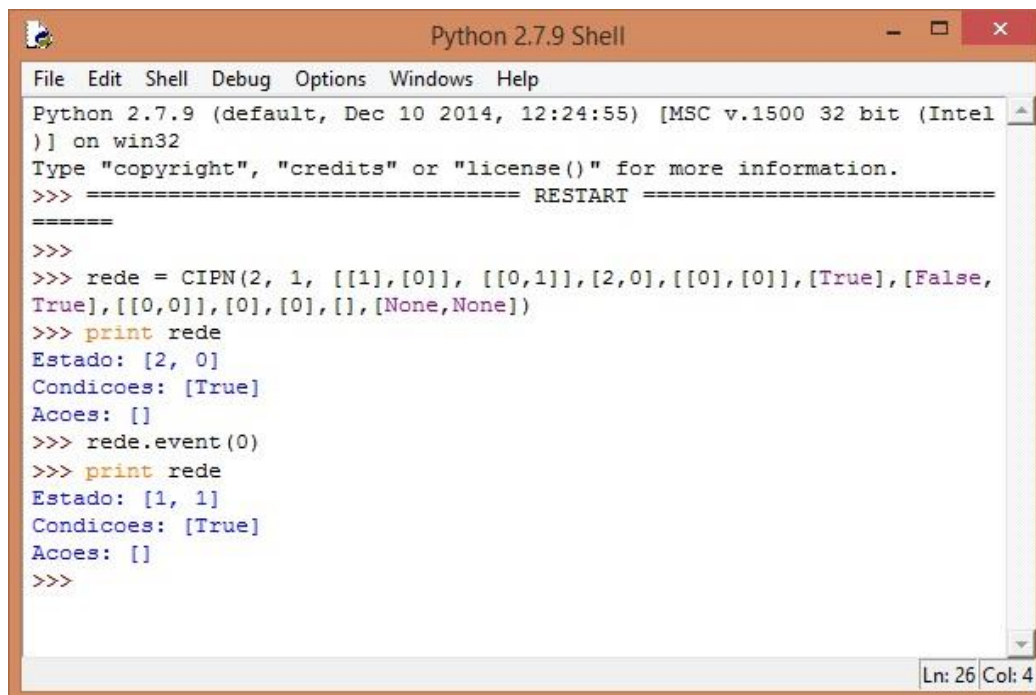 Python 2.7.9 Shell
File Edit Shell Debug Options Windows Help
Python 2.7.9 (default, Dec 10 2014, 12:24:55) [MSC v.1500 32 bit (Intel
)] on win32
Type "copyright", "credits" or "license()" for more information.
>>> ================================ RESTART ==========================
======
>>>
>>> rede = CIPN(2, 1, [[1],[0]], [[0,1]],[2,0],[[0],[0]],[True],[False,
True],[[0,0]],[0],[0],[],[None,None])
>>> print rede
Estado: [2, 0]
Condicoes: [True]
Acoes: []
>>> rede.event(0)
>>> print rede
Estado: [1, 1]
Condicoes: [True]
Acoes: []
>>>
Ln: 26 Col: 4